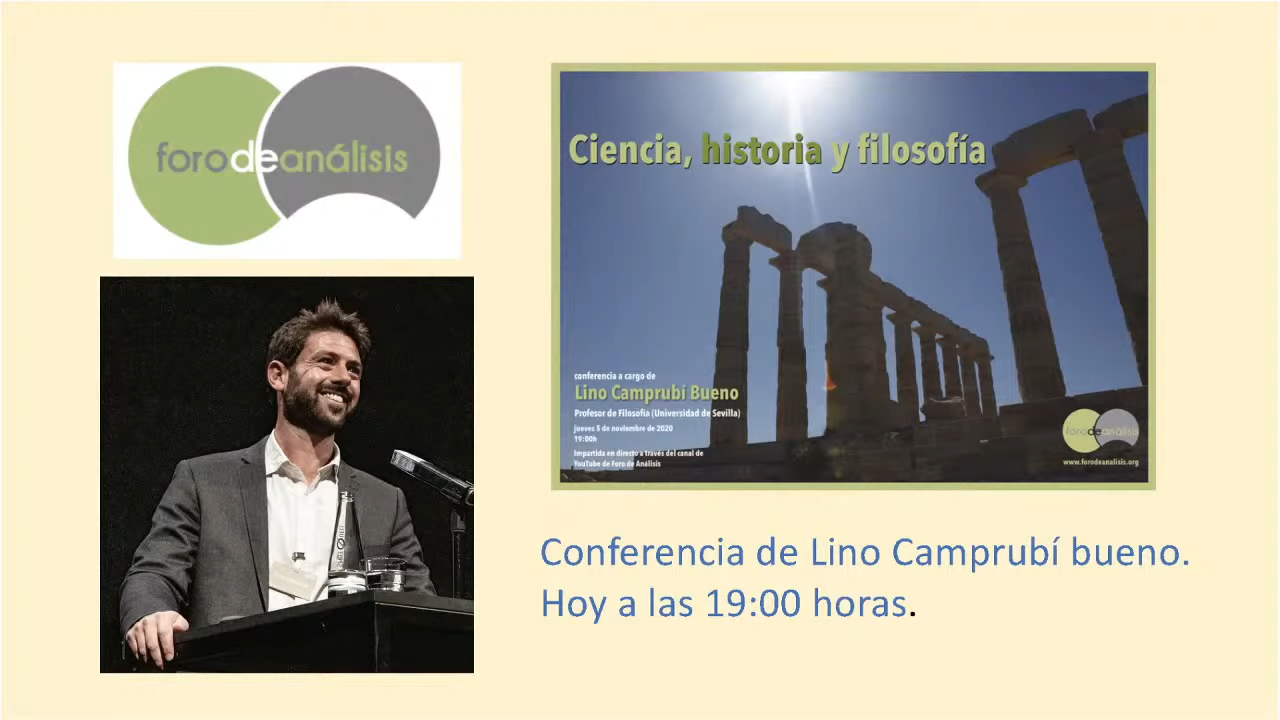 forodeanálisis
Ciencia, historia y filosofía
conferencia a cargo de
Lino Camprubí Bueno
Profesor de Filosofía (Universidad de Sevilla)
jueves 5 de noviembre de 2020
19:00h
Impartida en directo a través del canal de
YouTube de Foro de Análisis
forodeanálisis
www.forodeanalisis.org
Conferencia de Lino Camprubí bueno.
Hoy a las 19:00 horas.